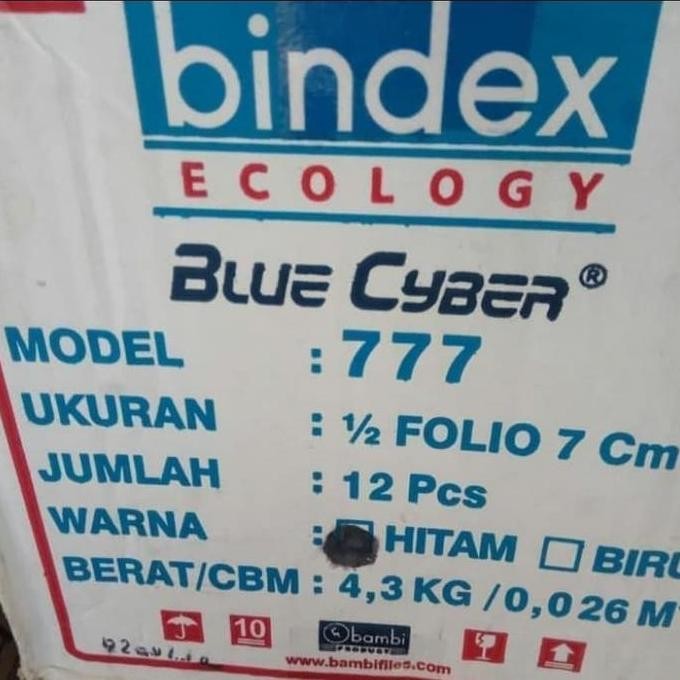 bindex
ECOLOGY
BLUE CYBER®
MODEL : 777
UKURAN : ½ FOLIO 7 Cm
JUMLAH : 12 Pcs
WARNA : HITAM BIRU
BERAT/CBM : 4,3 KG /0,026 M
10
bambi
PRODUCT
www.bambifiles.com